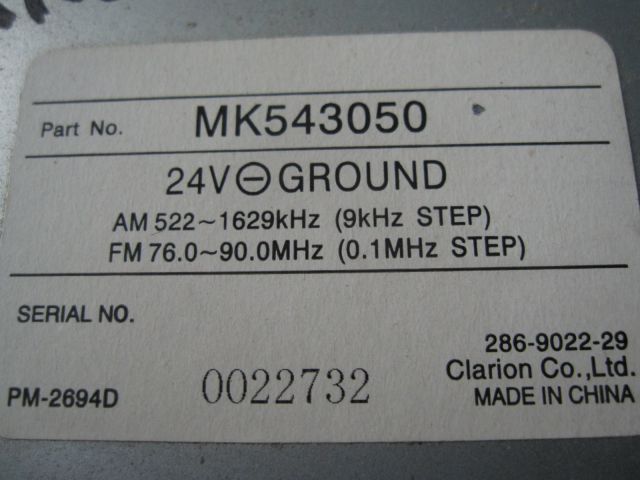 Part No. MK543050
24V⊖GROUND
AM 522~1629kHz (9kHz STEP)
FM 76.0~90.0MHz (0.1MHz STEP)
SERIAL NO.
286-9022-29
Clarion Co.,Ltd.
PM-2694D 0022732 MADE IN CHINA